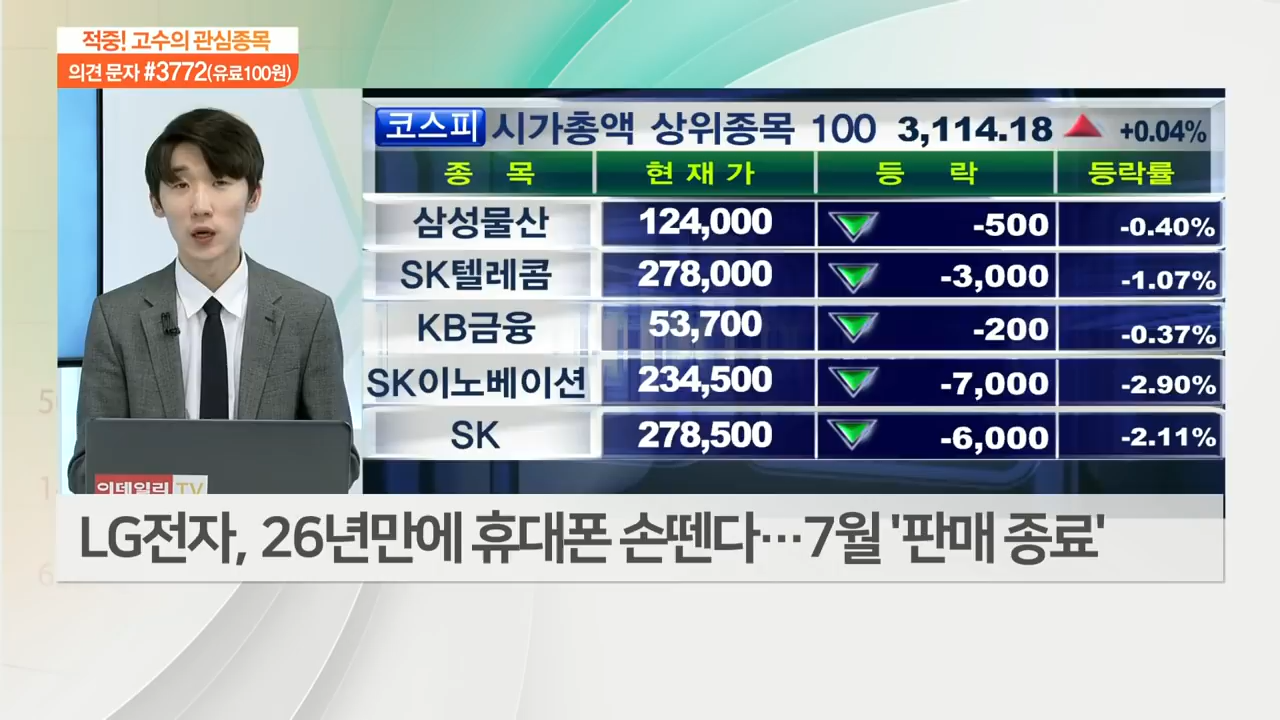 적중! 고수의 관심종목
의견 문자 #3772(유료100원)
코스피 시가총액 상위종목 100 3,114.18 +0.04%
종 목 현 재 가 등 락 등락률
삼성물산 124,000 -500 -0.40%
SK텔레콤 278,000 -3,000 -1.07%
KB금융 53,700 -200 -0.37%
SK이노베이션 234,500 -7,000 -2.90%
SK 278,500 -6,000 -2.11%
이데일리 TV
LG전자, 26년만에 휴대폰 손뗀다…7월 '판매 종료'